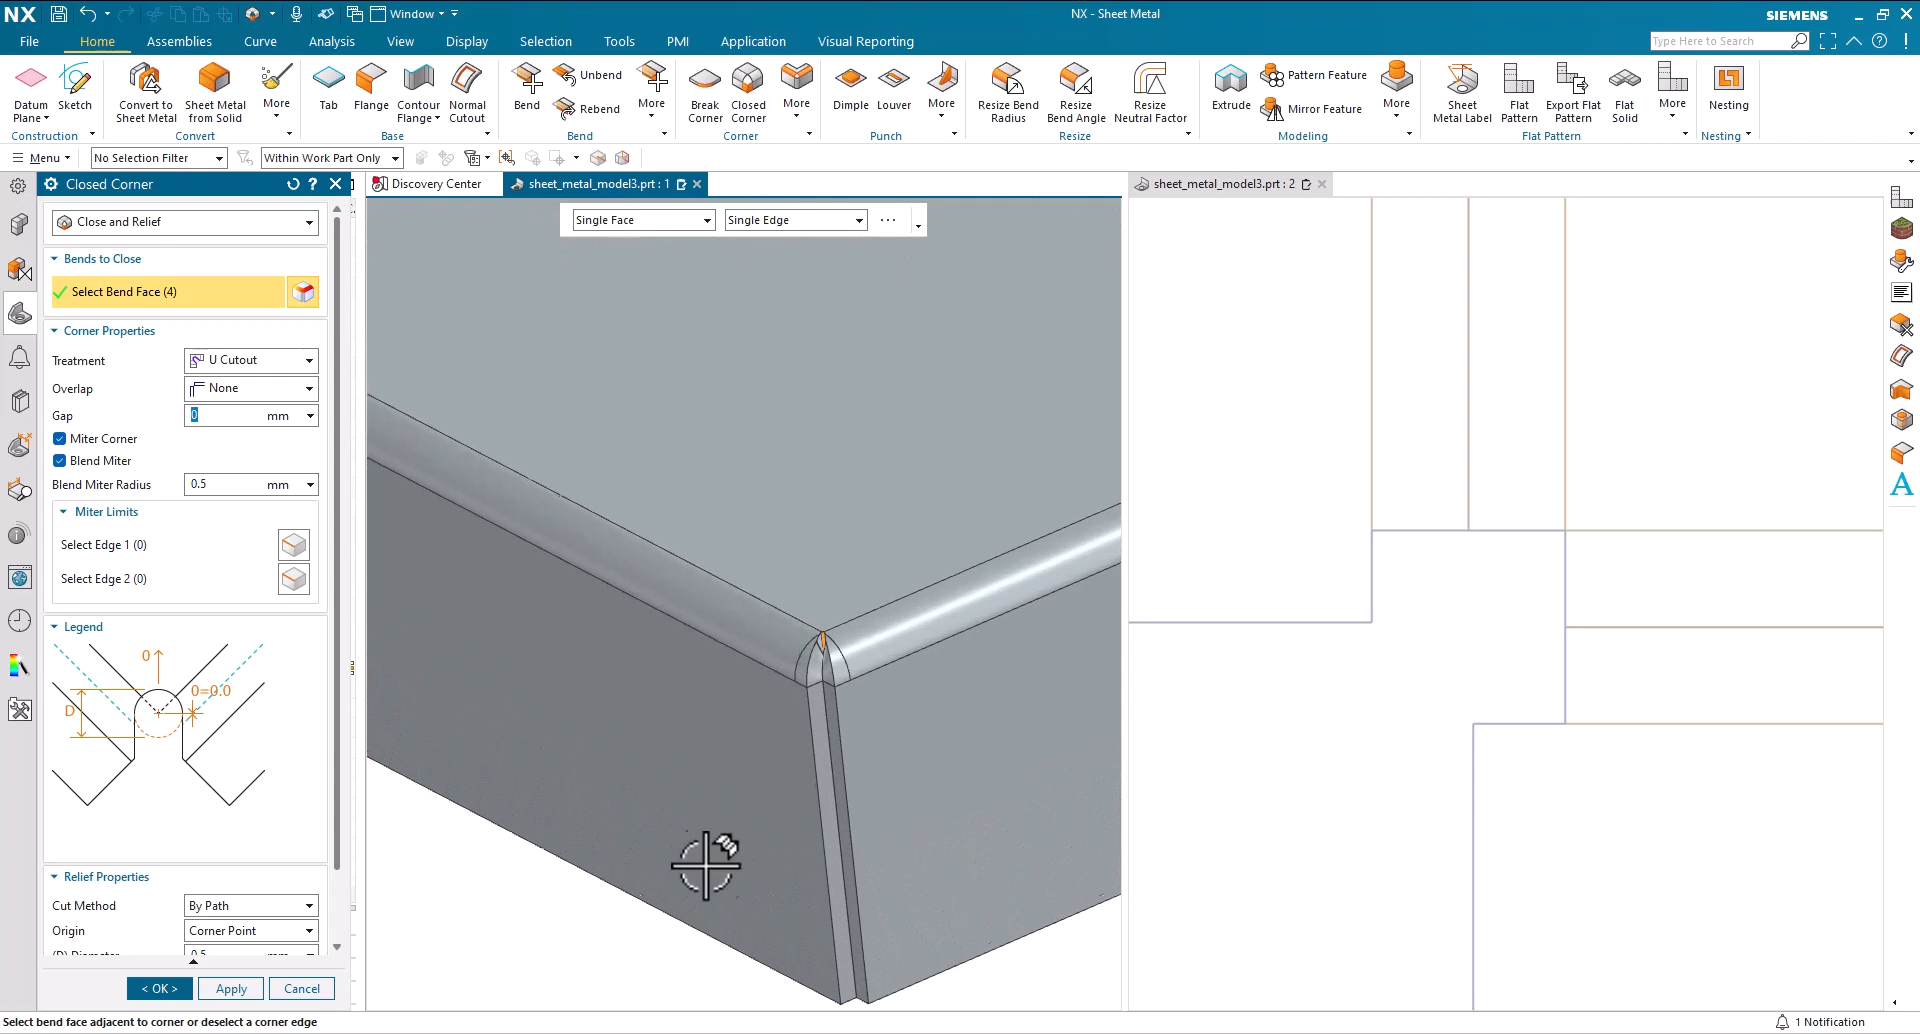 NX
Window
NX - Sheet Metal
SIEMENS
File
Home
Assemblies
Curve
Analysis
View
Display
Selection
Tools
PMI
Application
Visual Reporting
Type Here to Search
Datum
Plane
Sketch
Construction
Convert to
Sheet Metal
Sheet Metal
from Solid
More
Convert
Tab
Flange
Contour
Flange
Normal
Cutout
Base
Bend
Unbend
Rebend
More
Bend
Break
Corner
Closed
Corner
More
Corner
Dimple
Louver
More
Punch
Resize Bend
Radius
Resize
Bend Angle
Resize
Neutral Factor
Resize
Extrude
Pattern Feature
Mirror Feature
More
Modeling
Sheet
Metal Label
Flat
Pattern
Export Flat
Pattern
Flat
Solid
More
Flat Pattern
Nesting
Nesting
Menu
No Selection Filter
Within Work Part Only
Closed Corner
Discovery Center
sheet_metal_model3.prt : 1
sheet_metal_model3.prt : 2
Single Face
Single Edge
Close and Relief
Bends to Close
Select Bend Face (4)
Corner Properties
Treatment
U Cutout
Overlap
None
Gap
0
mm
Miter Corner
Blend Miter
Blend Miter Radius
0.5
mm
Miter Limits
Select Edge 1 (0)
Select Edge 2 (0)
Legend
0
0=0.0
D
Relief Properties
Cut Method
By Path
Origin
Corner Point
(D) Diameter
0.5
mm
< OK >
Apply
Cancel
Select bend face adjacent to corner or deselect a corner edge
1 Notification